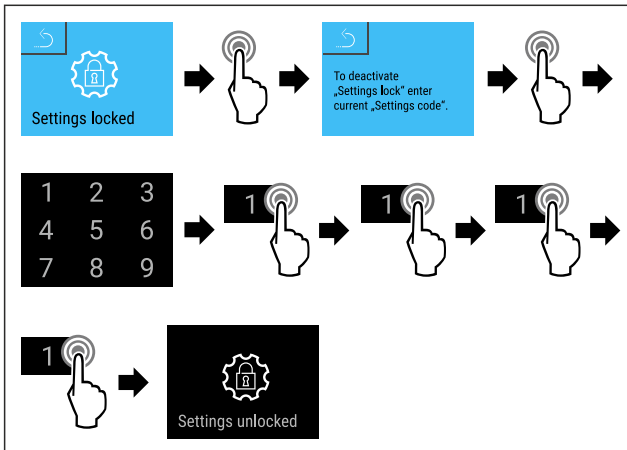 Settings locked
To deactivate
„Settings lock" enter
current „Settings code".
1 2 3
4 5 6
7 8 9
1
1
1
1
Settings unlocked